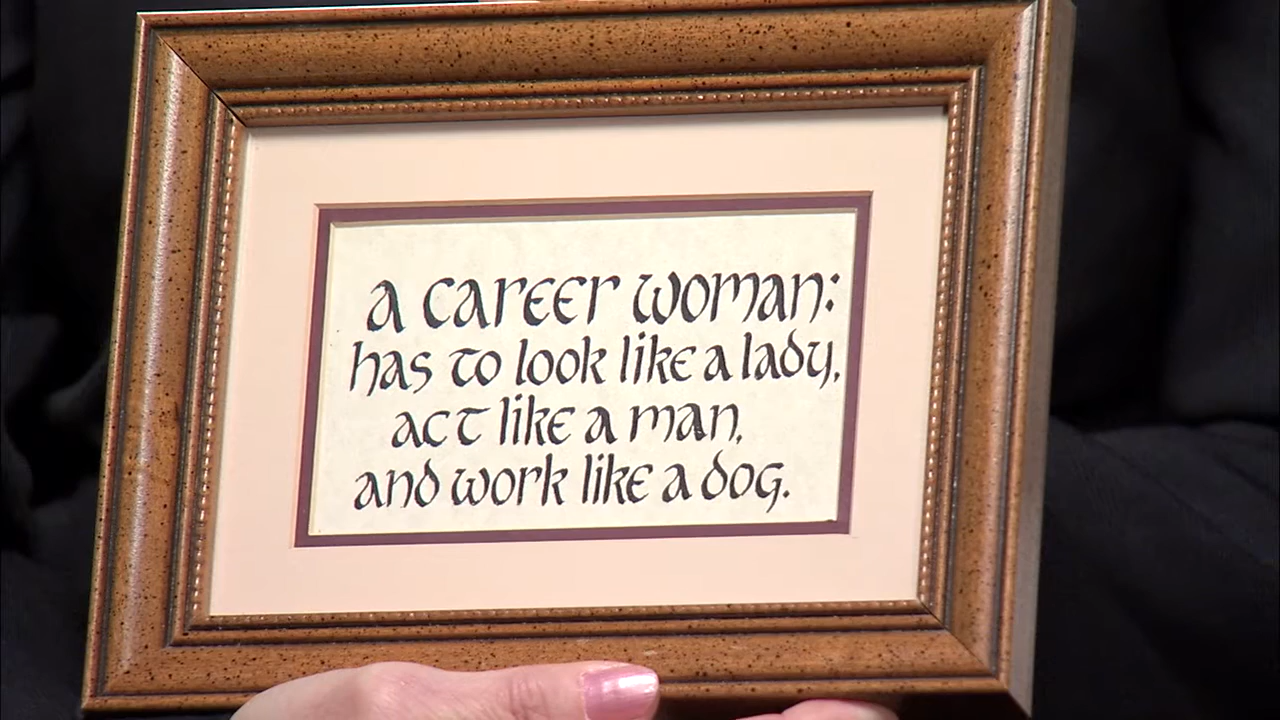 a career woman:
has to look like a lady,
act like a man,
and work like a dog.